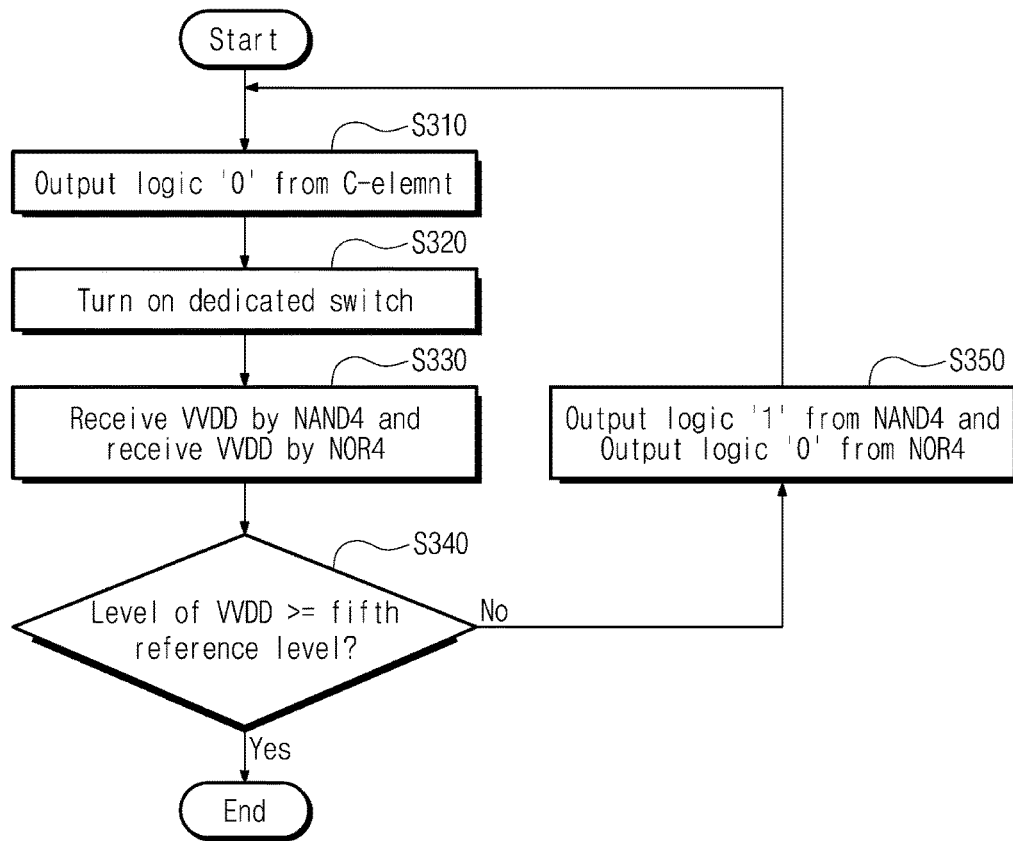 Start
S310
Output logic '0' from C-elemnt
S320
Turn on dedicated switch
S330
Receive VVDD by NAND4 and
receive VVDD by NOR4
S350
Output logic '1' from NAND4 and
Output logic '0' from NOR4
S340
Level of VVDD >= fifth
reference level?
No
Yes
End